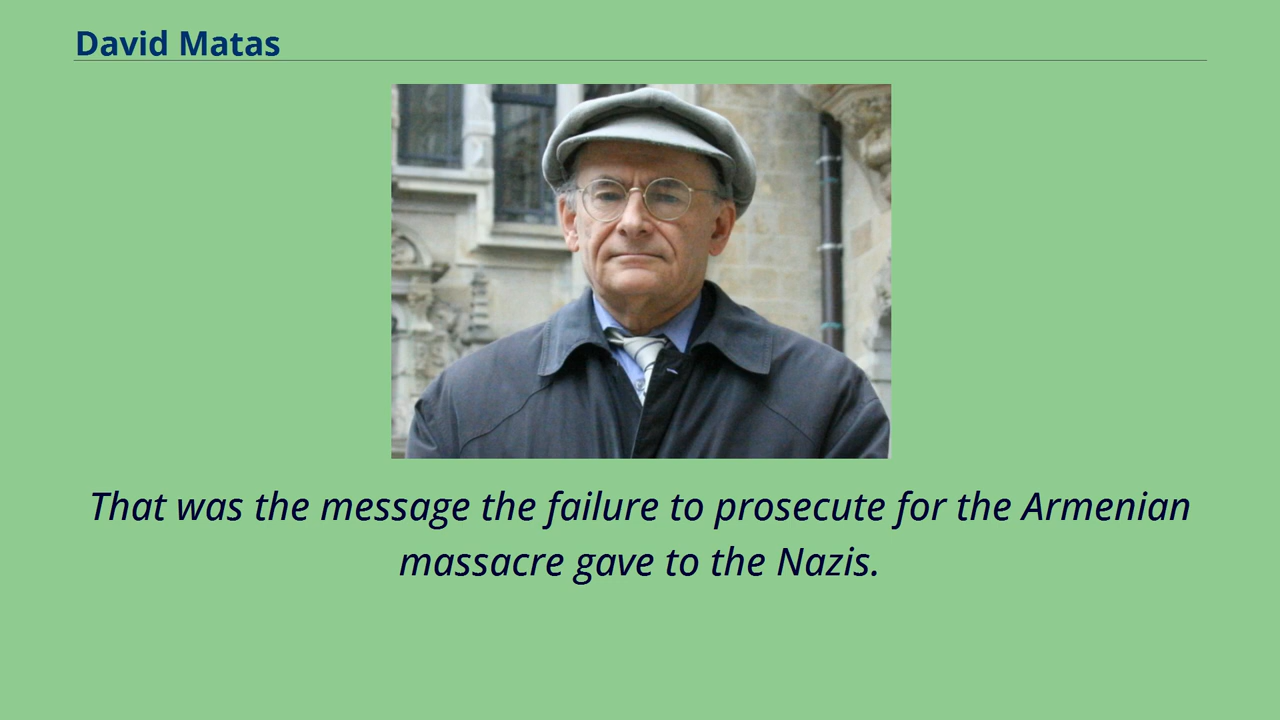 David Matas
That was the message the failure to prosecute for the Armenian
massacre gave to the Nazis.